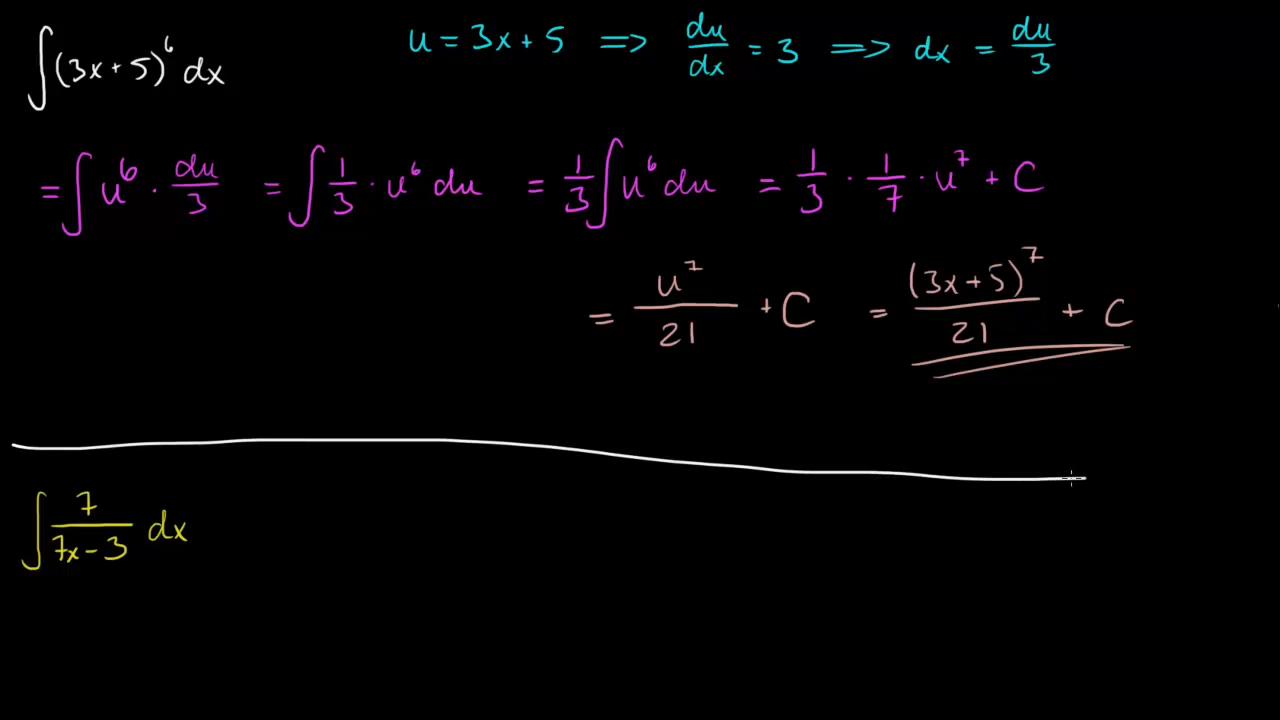 ∫(3x+5)⁶ dx u = 3x+5 ⟹ du/dx = 3 ⟹ dx = du/3
= ∫u⁶ · du/3 = ∫1/3 · u⁶ du = 1/3 ∫u⁶ du = 1/3 · 1/7 · u⁷ + C
= u⁷/21 + C = (3x+5)⁷/21 + C
∫ 7/(7x-3) dx